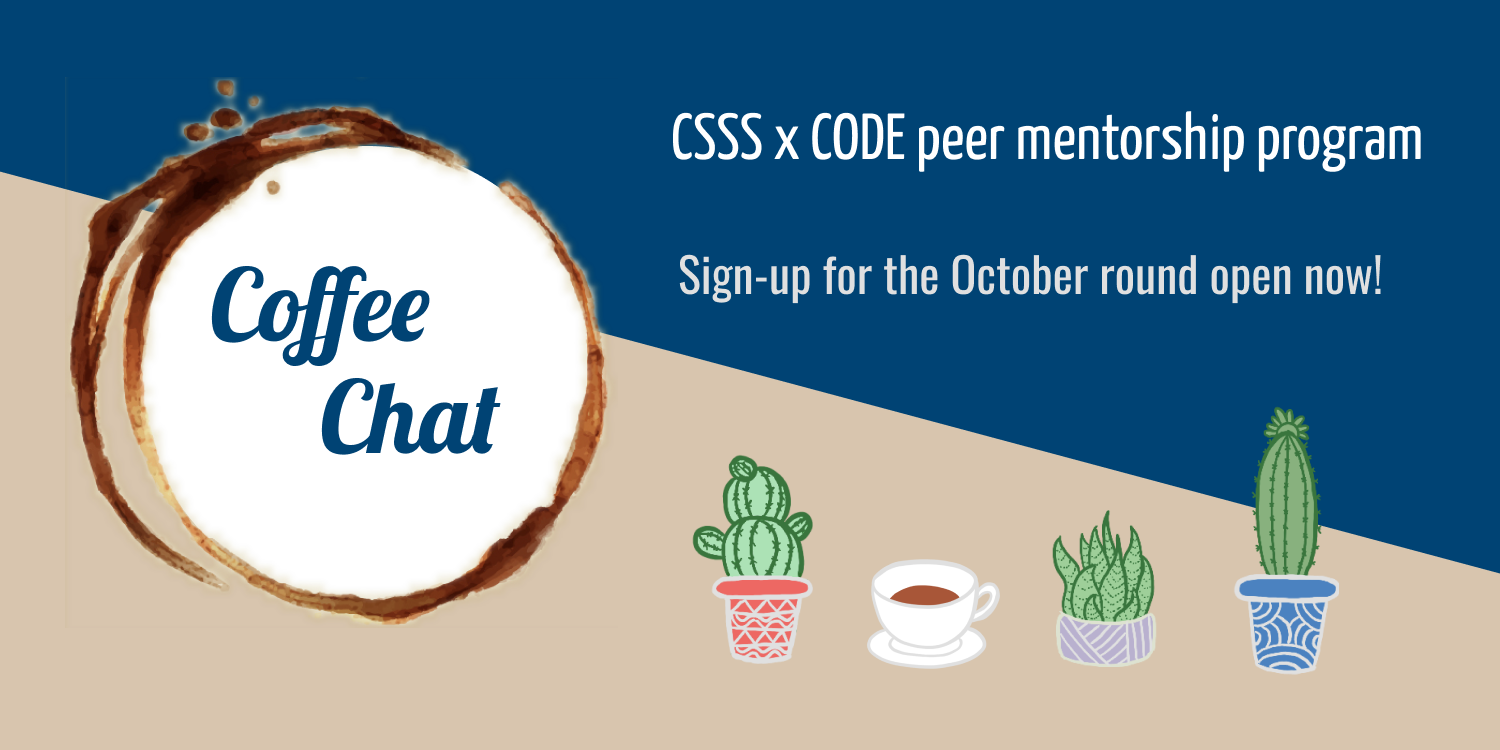 Coffee
Chat
CSSS x CODE peer mentorship program
Sign-up for the October round open now!